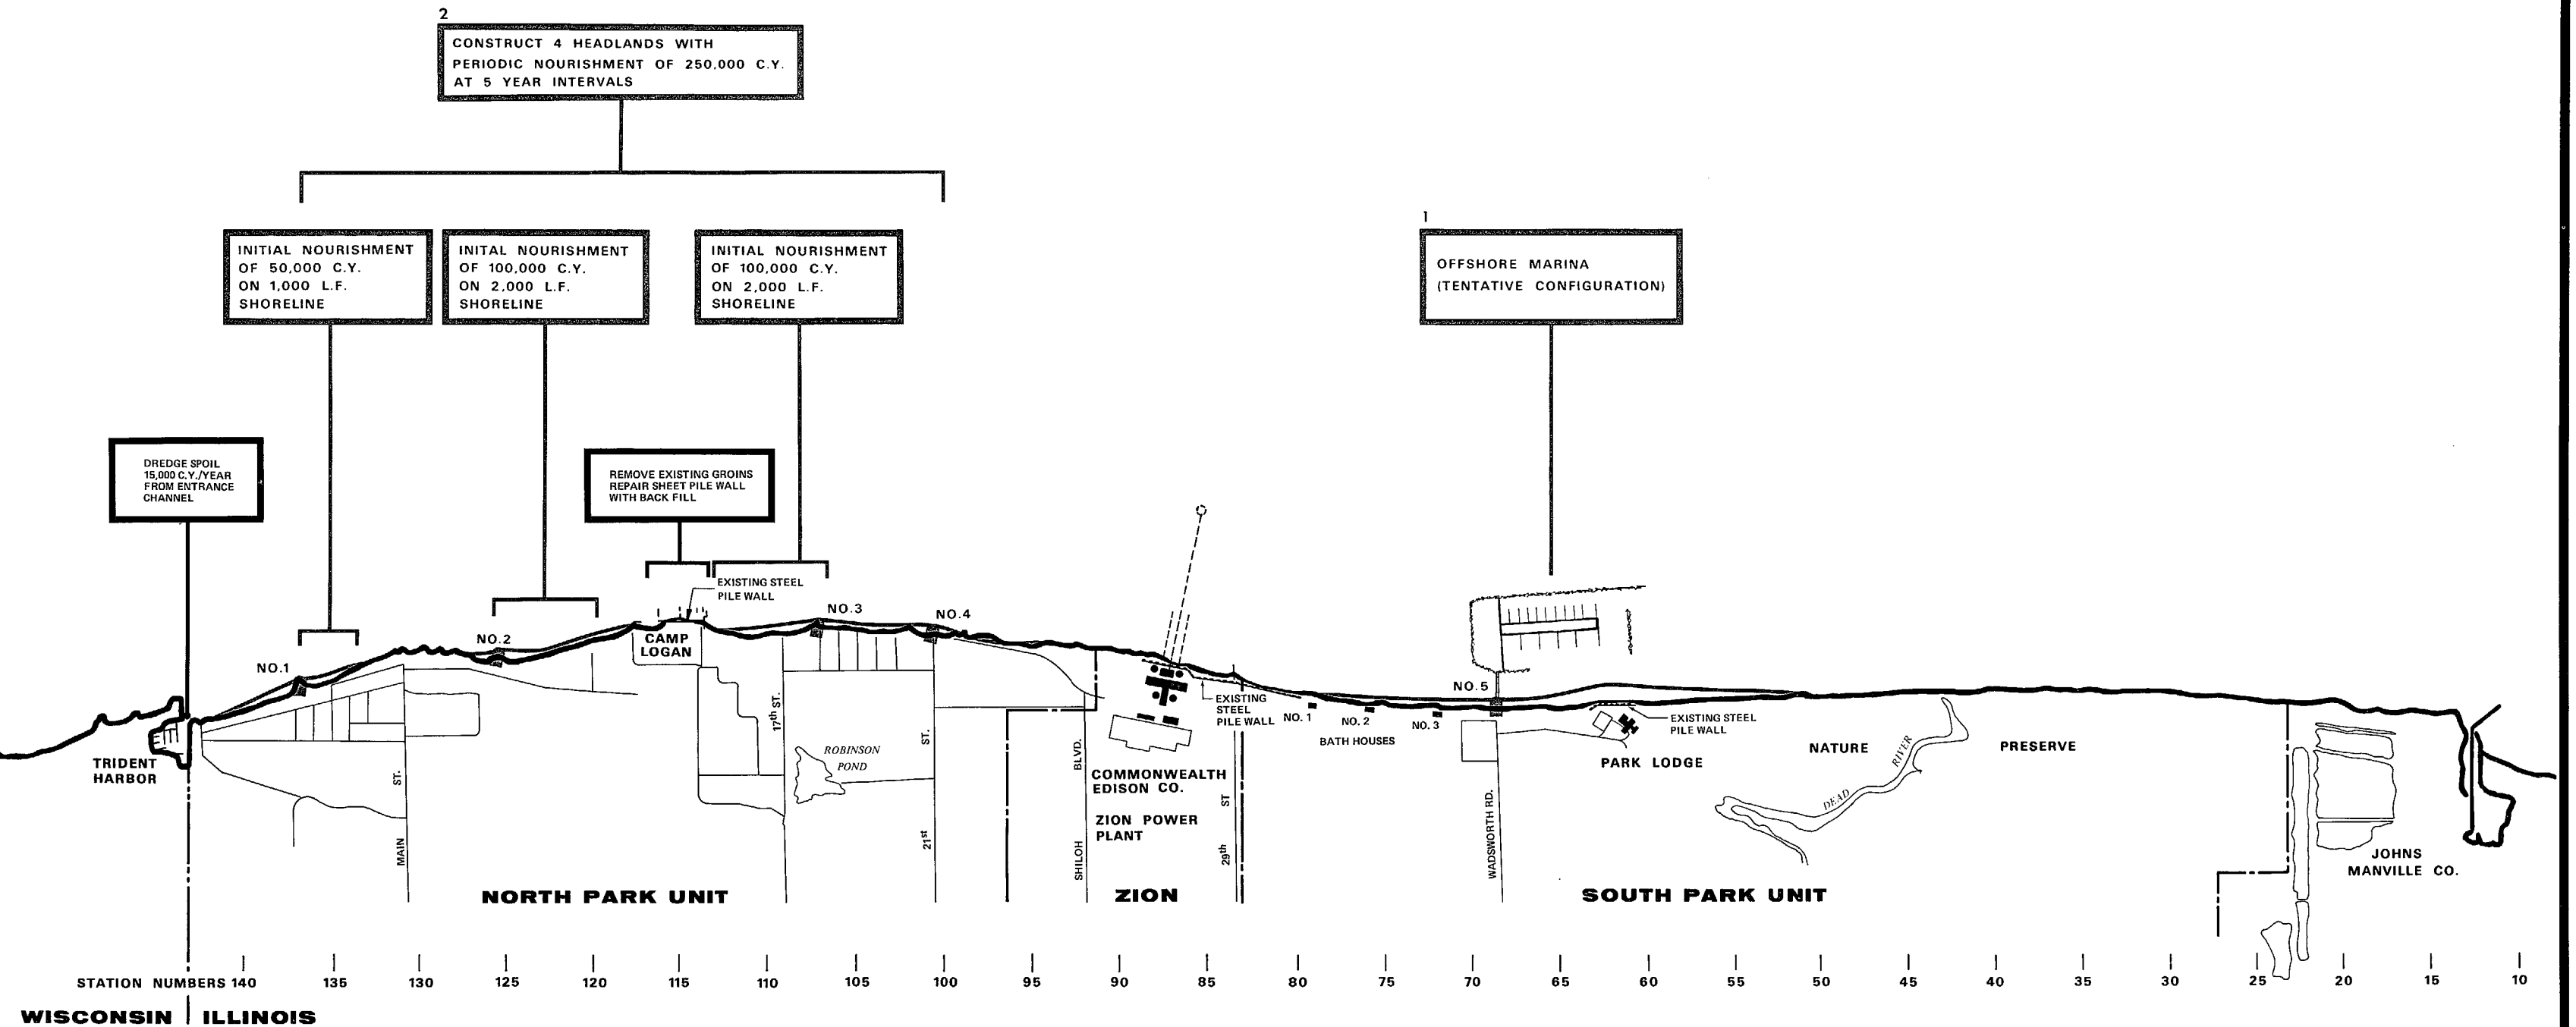 2
CONSTRUCT 4 HEADLANDS WITH
PERIODIC NOURISHMENT OF 250,000 C.Y.
AT 5 YEAR INTERVALS
INITIAL NOURISHMENT
OF 50,000 C.Y.
ON 1,000 L.F.
SHORELINE
INITAL NOURISHMENT
OF 100,000 C.Y.
ON 2,000 L.F.
SHORELINE
INITIAL NOURISHMENT
OF 100,000 C.Y.
ON 2,000 L.F.
SHORELINE
1
OFFSHORE MARINA
(TENTATIVE CONFIGURATION)
DREDGE SPOIL
15,000 C.Y./YEAR
FROM ENTRANCE
CHANNEL
REMOVE EXISTING GROINS
REPAIR SHEET PILE WALL
WITH BACK FILL
EXISTING STEEL
PILE WALL
NO.1
NO.2
CAMP
LOGAN
NO.3
NO.4
NO.5
EXISTING
STEEL
PILE WALL
NO. 1
NO. 2
NO. 3
BATH HOUSES
EXISTING STEEL
PILE WALL
PARK LODGE
NATURE
PRESERVE
DEAD
RIVER
TRIDENT
HARBOR
MAIN
ST.
17th ST.
ROBINSON
POND
21st
ST.
SHILOH
BLVD.
COMMONWEALTH
EDISON CO.
ZION POWER
PLANT
29th
ST
WADSWORTH RD.
JOHNS
MANVILLE CO.
NORTH PARK UNIT
ZION
SOUTH PARK UNIT
STATION NUMBERS 140 135 130 125 120 115 110 105 100 95 90 85 80 75 70 65 60 55 50 45 40 35 30 25 20 15 10
WISCONSIN ILLINOIS